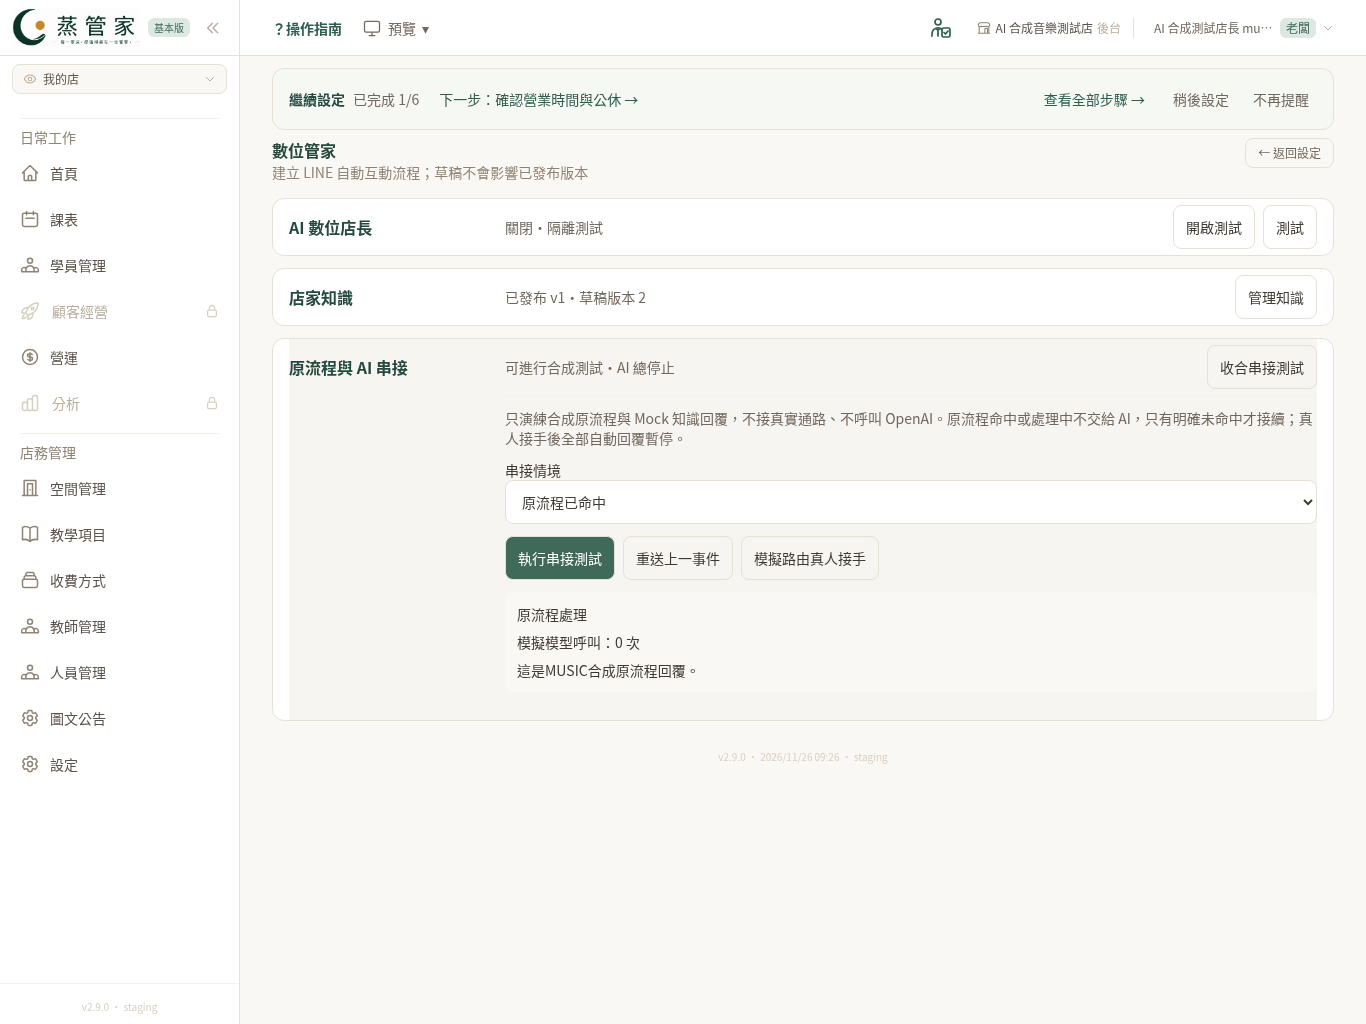 蒸管家
基本版
我的店
日常工作
首頁
課表
學員管理
顧客經營
營運
分析
店務管理
空間管理
教學項目
收費方式
教師管理
人員管理
圖文公告
設定
v2.9.0 · staging
? 操作指南
預覽 ▾
AI 合成音樂測試店 後台
AI 合成測試店長 mu… 老闆
繼續設定 已完成 1/6 下一步：確認營業時間與公休 →
查看全部步驟 → 稍後設定 不再提醒
數位管家
← 返回設定
建立 LINE 自動互動流程；草稿不會影響已發布版本
AI 數位店長 關閉・隔離測試 開啟測試 測試
店家知識 已發布 v1・草稿版本 2 管理知識
原流程與 AI 串接 可進行合成測試・AI 總停止 收合串接測試
只演練合成原流程與 Mock 知識回覆，不接真實通路、不呼叫 OpenAI。原流程命中或處理中不交給 AI，只有明確未命中才接續；真
人接手後全部自動回覆暫停。
串接情境
原流程已命中
執行串接測試 重送上一事件 模擬路由真人接手
原流程處理
模擬模型呼叫：0 次
這是MUSIC合成原流程回覆。
v2.9.0 · 2026/11/26 09:26 · staging